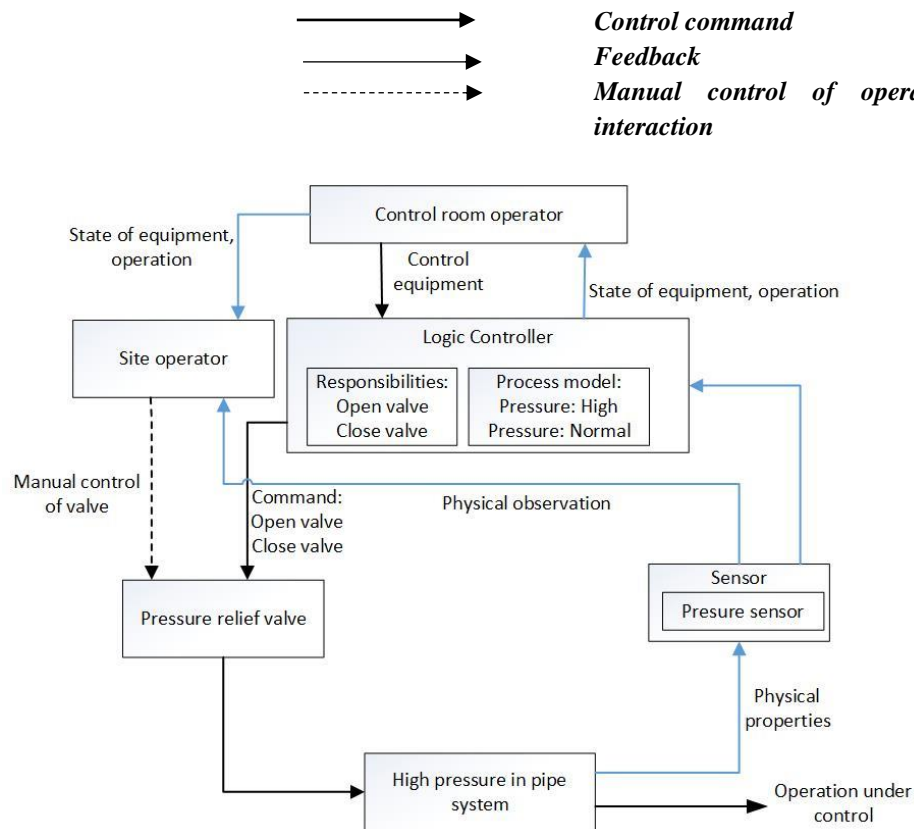 Control command
Feedback
Manual control of
interaction
Control room operator
State of equipment,
operation
Control
equipment
State of equipment, operation
Logic Controller
Site operator
Responsibilities:
Open valve
Close valve
Process model:
Pressure: High
Pressure: Normal
Manual control
of valve
Command:
Open valve
Close valve
Physical observation
Sensor
Presure sensor
Pressure relief valve
Physical
properties
High pressure in pipe
system
Operation under
control